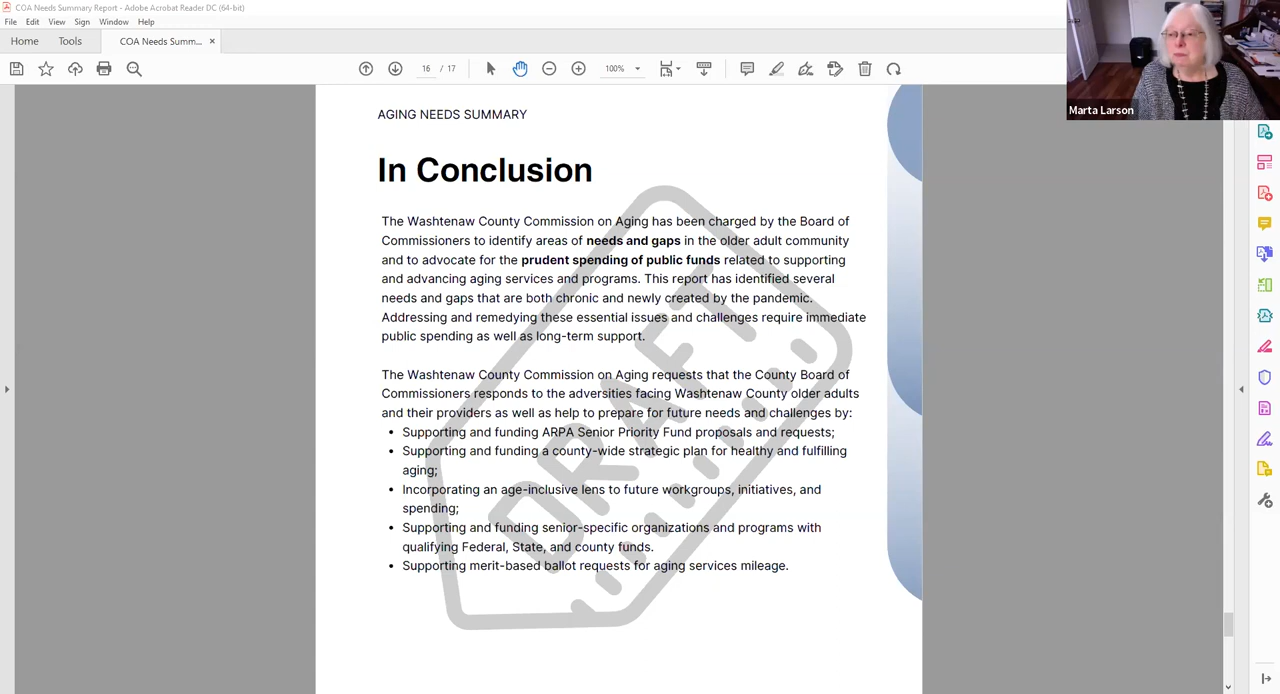 COA Needs Summary Report - Adobe Acrobat Reader DC (64-bit)
File Edit View Sign Window Help
Home Tools COA Needs Summ... ×
16 / 17 100%
Marta Larson
AGING NEEDS SUMMARY
In Conclusion
The Washtenaw County Commission on Aging has been charged by the Board of
Commissioners to identify areas of needs and gaps in the older adult community
and to advocate for the prudent spending of public funds related to supporting
and advancing aging services and programs. This report has identified several
needs and gaps that are both chronic and newly created by the pandemic.
Addressing and remedying these essential issues and challenges require immediate
public spending as well as long-term support.
The Washtenaw County Commission on Aging requests that the County Board of
Commissioners responds to the adversities facing Washtenaw County older adults
and their providers as well as help to prepare for future needs and challenges by:
• Supporting and funding ARPA Senior Priority Fund proposals and requests;
• Supporting and funding a county-wide strategic plan for healthy and fulfilling
aging;
• Incorporating an age-inclusive lens to future workgroups, initiatives, and
spending;
• Supporting and funding senior-specific organizations and programs with
qualifying Federal, State, and county funds.
• Supporting merit-based ballot requests for aging services mileage.
DRAFT